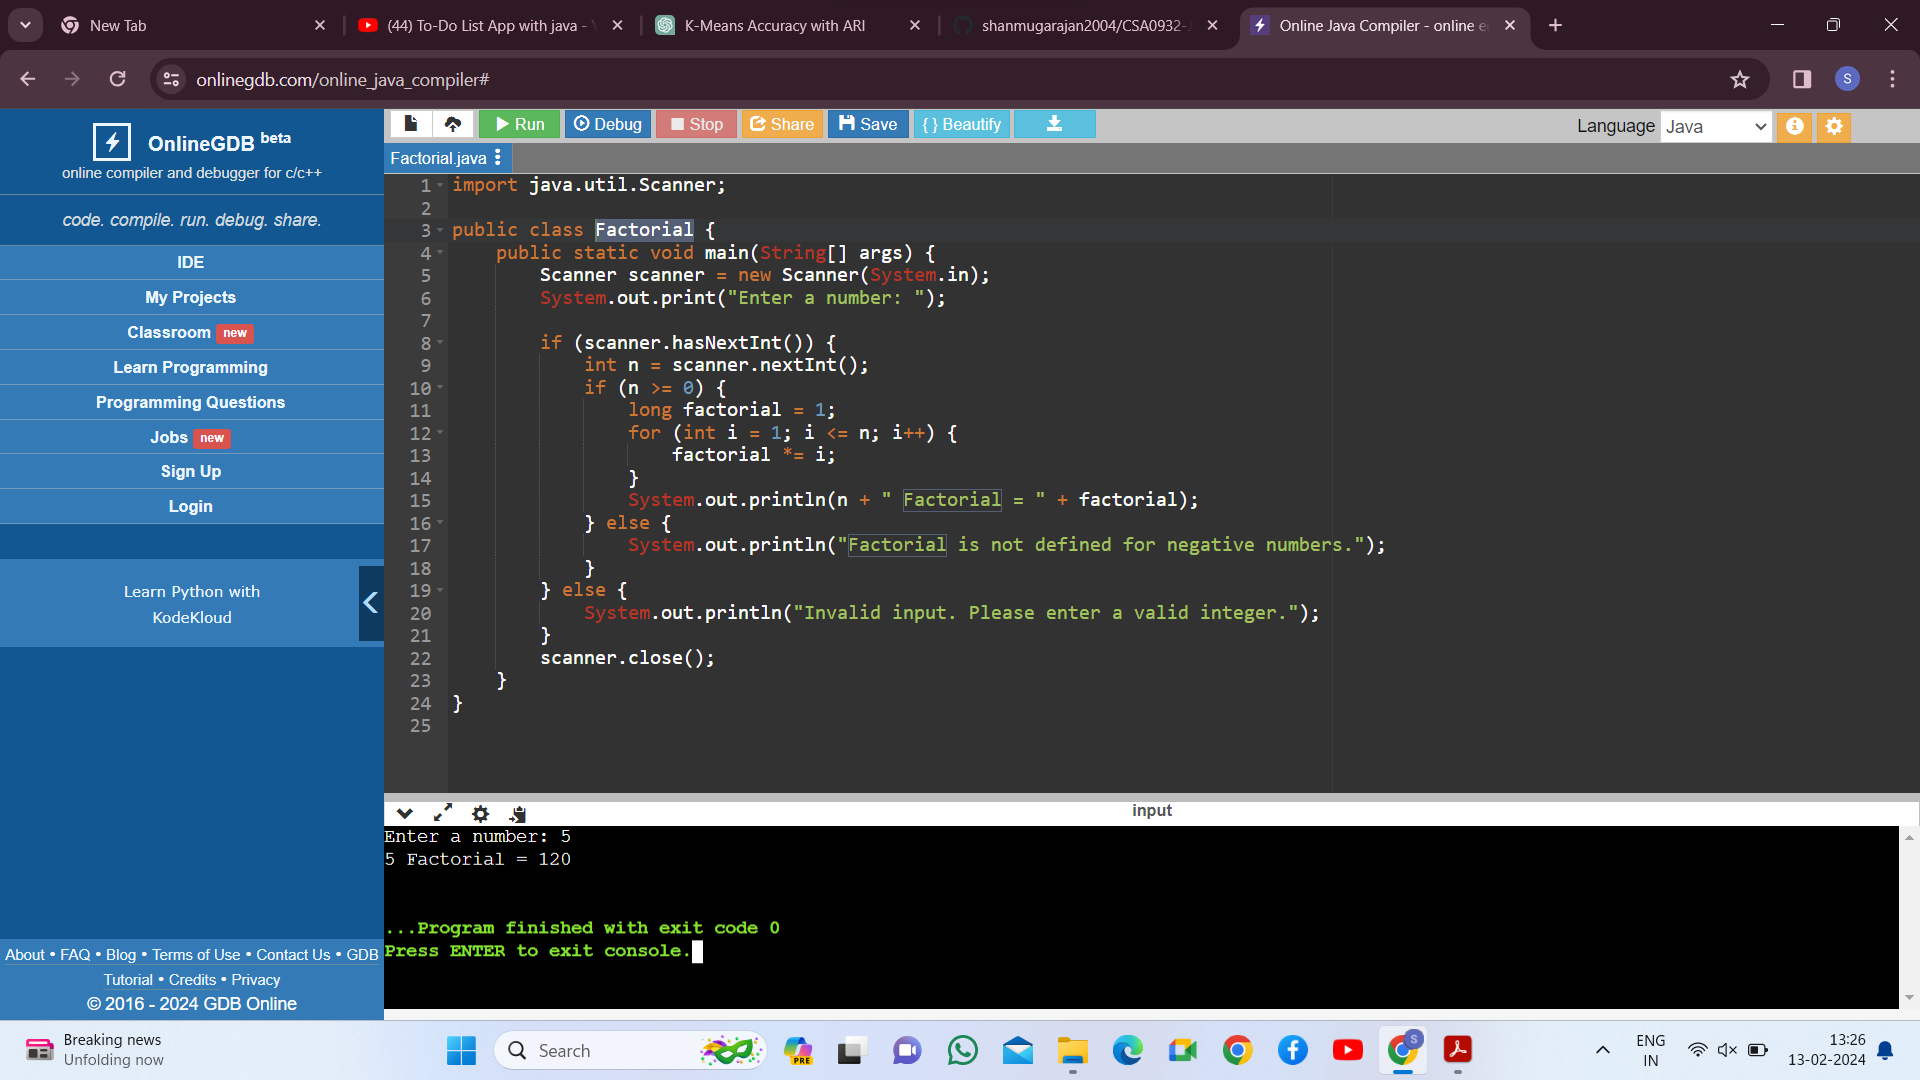 New Tab
(44) To-Do List App with java -
K-Means Accuracy with ARI
shanmugarajan2004/CSA0932-
Online Java Compiler - online e
onlinegdb.com/online_java_compiler#
S
OnlineGDB beta
online compiler and debugger for c/c++
code. compile. run. debug. share.
IDE
My Projects
Classroom new
Learn Programming
Programming Questions
Jobs new
Sign Up
Login
Learn Python with
KodeKloud
About • FAQ • Blog • Terms of Use • Contact Us • GDB
Tutorial • Credits • Privacy
© 2016 - 2024 GDB Online
Run Debug Stop Share Save { } Beautify
Language Java
Factorial.java
1 import java.util.Scanner;
2
3 public class Factorial {
4 public static void main(String[] args) {
5 Scanner scanner = new Scanner(System.in);
6 System.out.print("Enter a number: ");
7
8 if (scanner.hasNextInt()) {
9 int n = scanner.nextInt();
10 if (n >= 0) {
11 long factorial = 1;
12 for (int i = 1; i <= n; i++) {
13 factorial *= i;
14 }
15 System.out.println(n + " Factorial = " + factorial);
16 } else {
17 System.out.println("Factorial is not defined for negative numbers.");
18 }
19 } else {
20 System.out.println("Invalid input. Please enter a valid integer.");
21 }
22 scanner.close();
23 }
24 }
25
input
Enter a number: 5
5 Factorial = 120
...Program finished with exit code 0
Press ENTER to exit console.
Breaking news
Unfolding now
Search
PRE
S
ENG
IN
13:26
13-02-2024